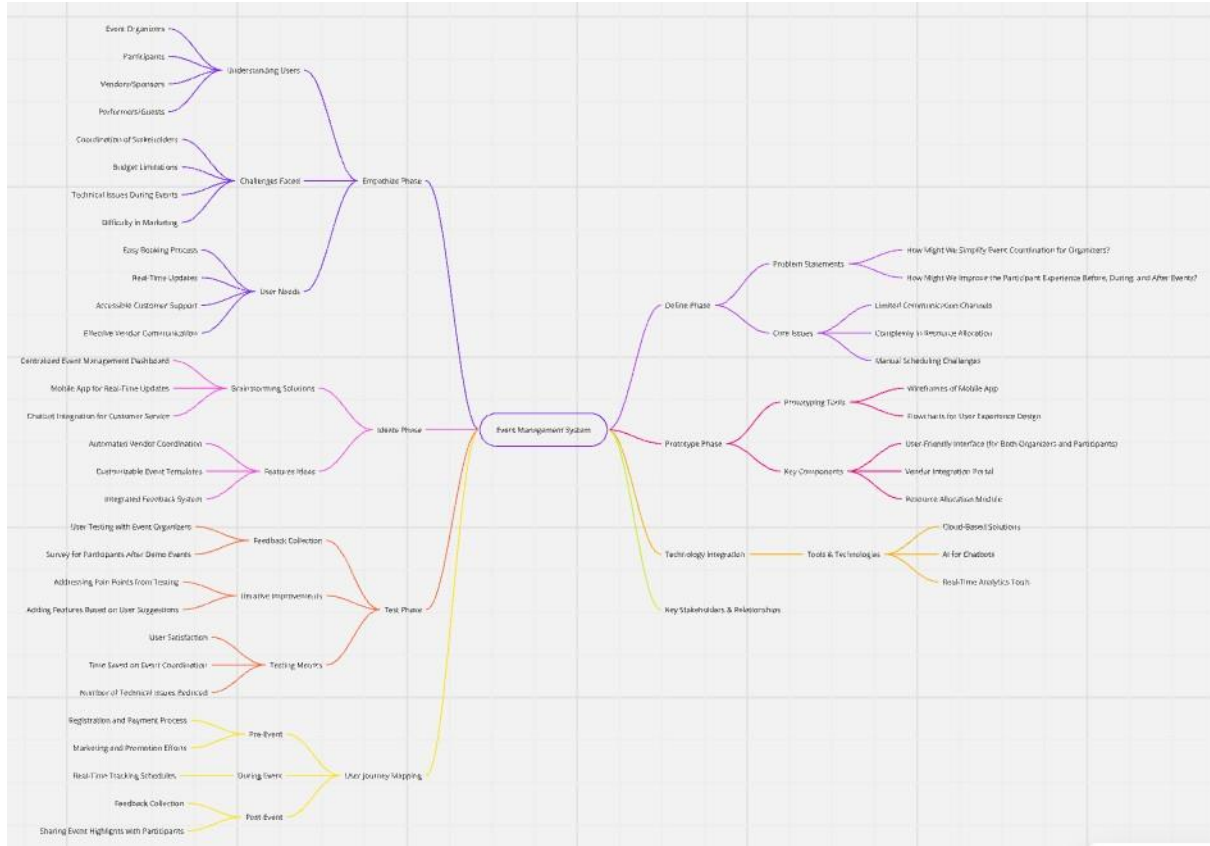 Event Organizers
Participants
Vendors/Sponsors
Performers/Guests
Understanding Users
Coordination of Stakeholders
Budget Limitations
Technical Issues During Events
Difficulty in Marketing
Challenges Faced
Easy Booking Process
Real-Time Updates
Accessible Customer Support
Effective Vendor Communication
User Needs
Empathize Phase
Centralized Event Management Dashboard
Mobile App for Real-Time Updates
Chatbot Integration for Customer Service
Brainstorming Solutions
Automated Vendor Coordination
Customizable Event Templates
Integrated Feedback System
Features Ideas
Ideate Phase
User Testing with Event Organizers
Survey for Participants After Demo Events
Feedback Collection
Addressing Pain Points from Testing
Adding Features Based on User Suggestions
Iterative Improvements
User Satisfaction
Time Saved on Event Coordination
Number of Technical Issues Reduced
Testing Metrics
Test Phase
Registration and Payment Process
Marketing and Promotion Efforts
Pre-Event
Real-Time Tracking Schedules
During Event
Feedback Collection
Sharing Event Highlights with Participants
Post-Event
User Journey Mapping
Event Management System
Define Phase
Problem Statements
How Might We Simplify Event Coordination for Organizers?
How Might We Improve the Participant Experience Before, During, and After Events?
Core Issues
Limited Communication Channels
Complexity in Resource Allocation
Manual Scheduling Challenges
Prototype Phase
Prototyping Tools
Wireframes of Mobile App
Flowcharts for User Experience Design
Key Components
User-Friendly Interface (for Both Organizers and Participants)
Vendor Integration Portal
Resource Allocation Module
Technology Integration
Tools & Technologies
Cloud-Based Solutions
AI for Chatbots
Real-Time Analytics Tools
Key Stakeholders & Relationships